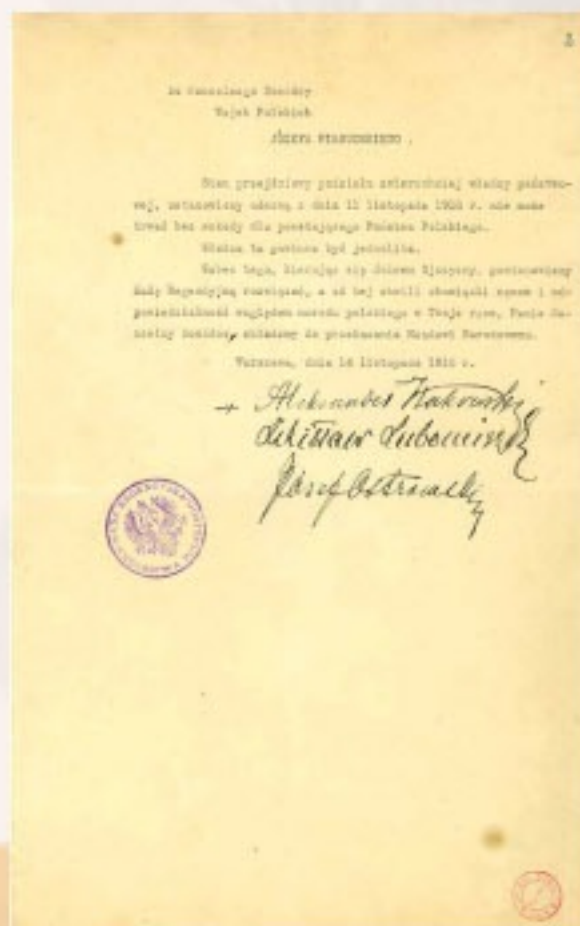 Do Naczelnego Dowódcy
Wojsk Polskich
JÓZEFA PIŁSUDSKIEGO.
Stan przejściowy podziału zwierzchniej władzy państwo-
wej, ustanowiony odezwą z dnia 11 listopada 1918 r. nie może
trwać bez szkody dla powstającego Państwa Polskiego.
Władza ta powinna być jednolita.
Wobec tego, kierując się dobrem Ojczyzny, postanawiamy
Radę Regencyjną rozwiązać, a od tej chwili obowiązki nasze i od-
powiedzialność względem narodu polskiego w Twoje ręce, Panie Na-
czelny Dowódco, składamy do przekazania Rządowi Narodowemu.
Warszawa, dnia 14 listopada 1918 r.
+ Aleksander Kakowski
Zdzisław Lubomirski
Józef Ostrowski